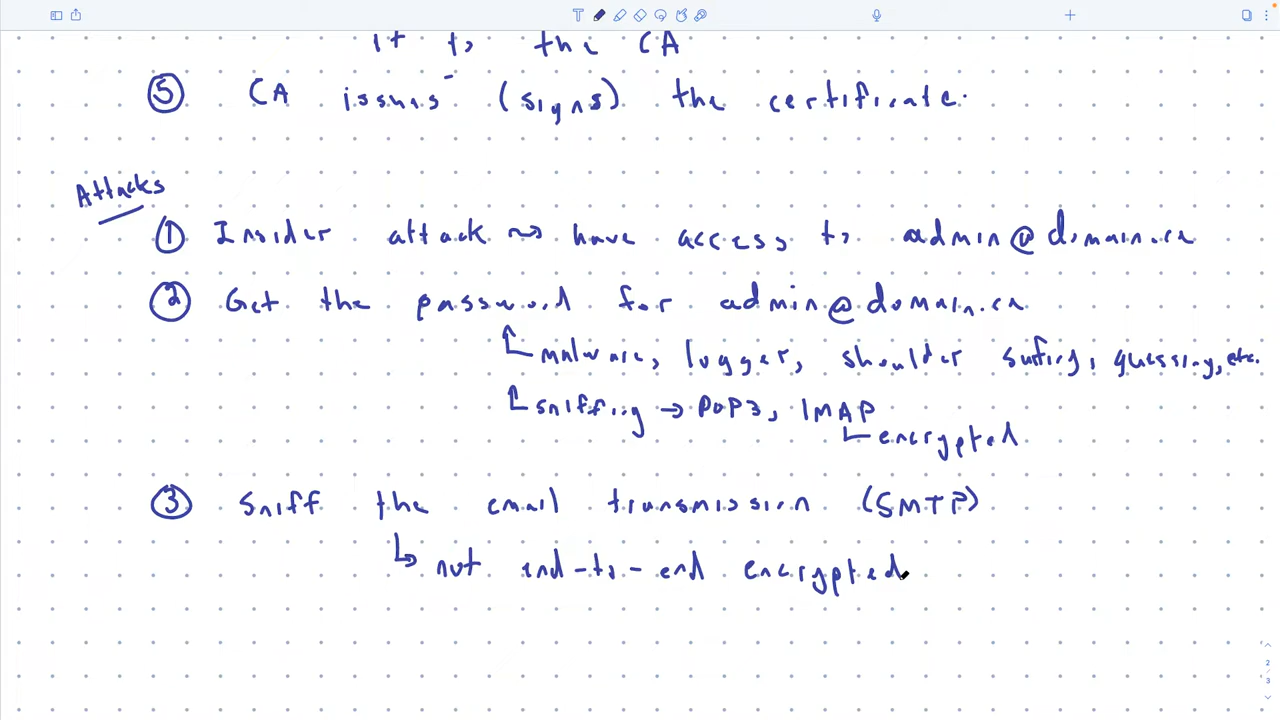 it to the CA
⑤ CA issues (signs) the certificate.
Attacks
① Insider attack ⇝ have access to admin@domain.ca
② Get the password for admin@domain.ca
malware, logger, shoulder surfing, guessing, etc.
sniffing → POP3, IMAP
encrypted
③ Sniff the email transmission (SMTP)
↳ not end-to-end encrypted
2
3